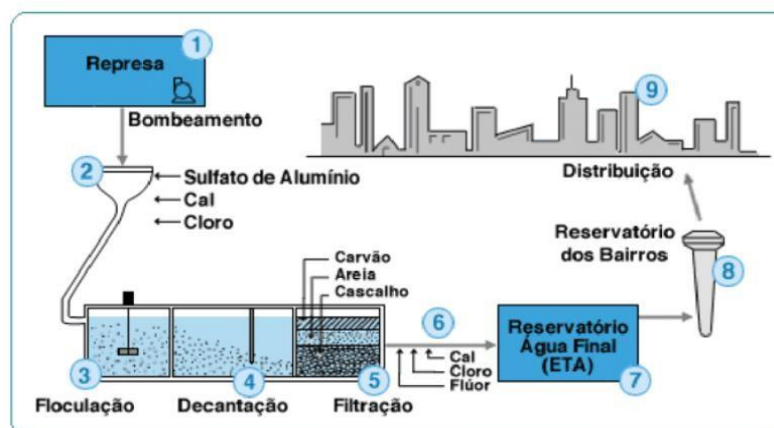 1
Represa
Bombeamento
2
Sulfato de Alumínio
Cal
Cloro
9
Distribuição
Reservatório
dos Bairros
8
Carvão
Areia
Cascalho
3
Floculação
4
Decantação
5
Filtração
6
Cal
Cloro
Flúor
Reservatório
Água Final
(ETA)
7